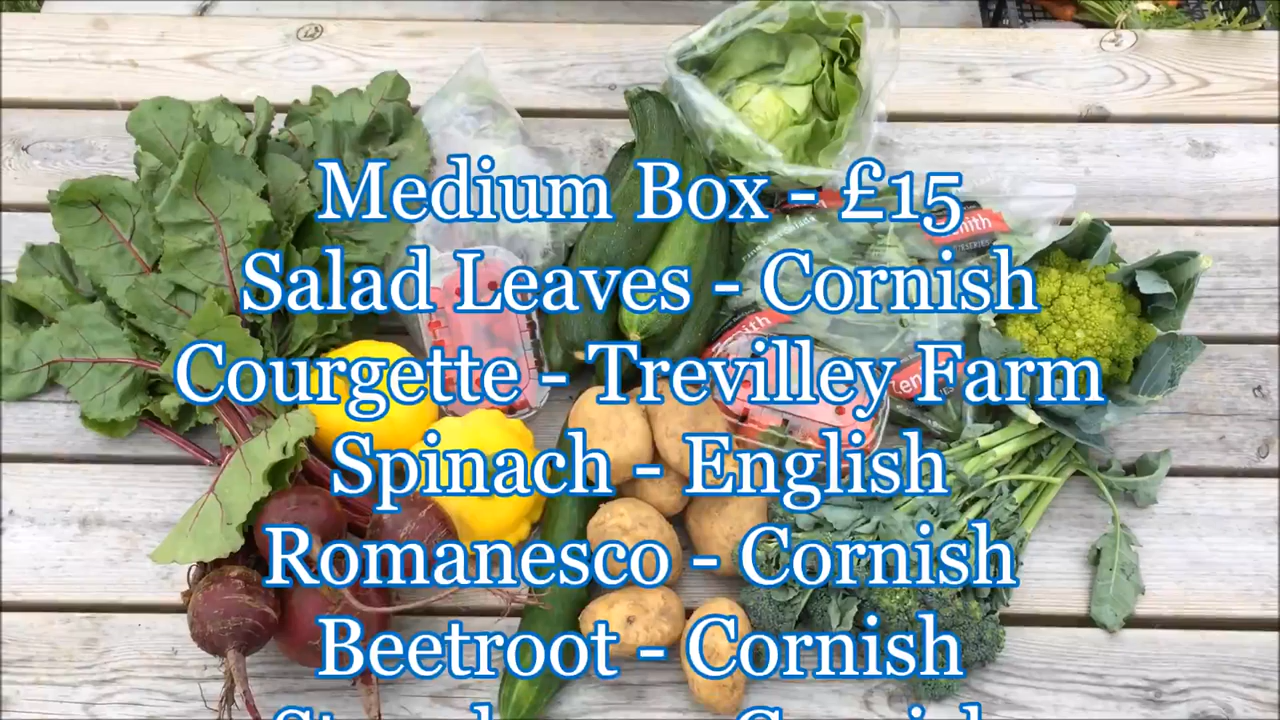 Medium Box - £15
Salad Leaves - Cornish
Courgette - Trevilley Farm
Spinach - English
Romanesco - Cornish
Beetroot - Cornish